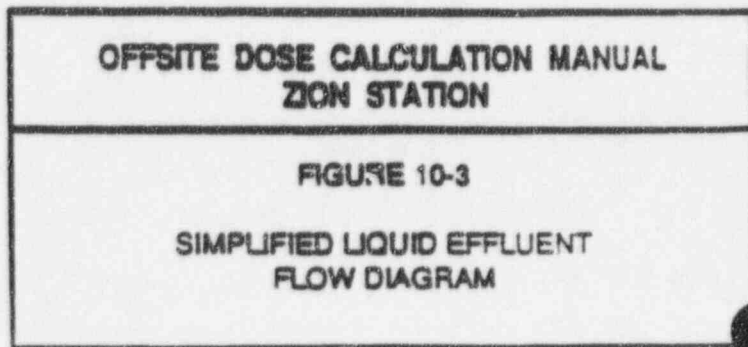 OFFSITE DOSE CALCULATION MANUAL
ZION STATION
FIGURE 10-3
SIMPLIFIED LIQUID EFFLUENT
FLOW DIAGRAM